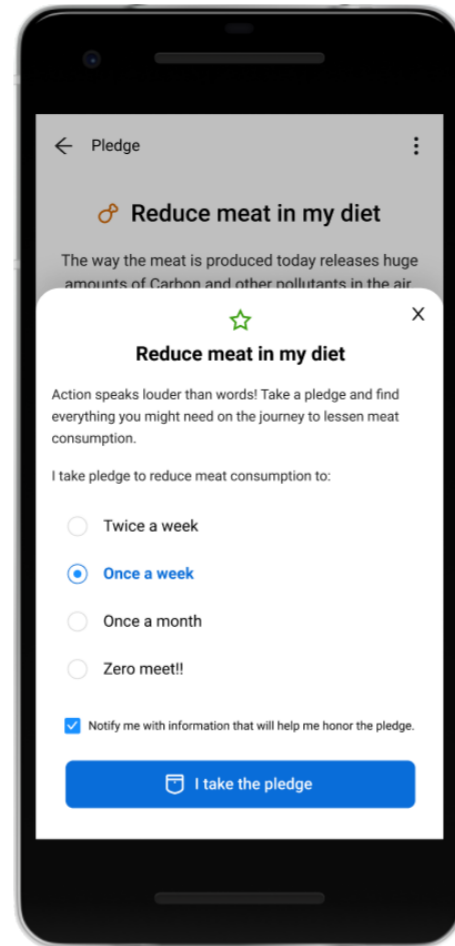 Pledge
Reduce meat in my diet
The way the meat is produced today releases huge
amounts of Carbon and other pollutants in the air
Reduce meat in my diet
Action speaks louder than words! Take a pledge and find
everything you might need on the journey to lessen meat
consumption.
I take pledge to reduce meat consumption to:
Twice a week
Once a week
Once a month
Zero meet!!
Notify me with information that will help me honor the pledge.
I take the pledge